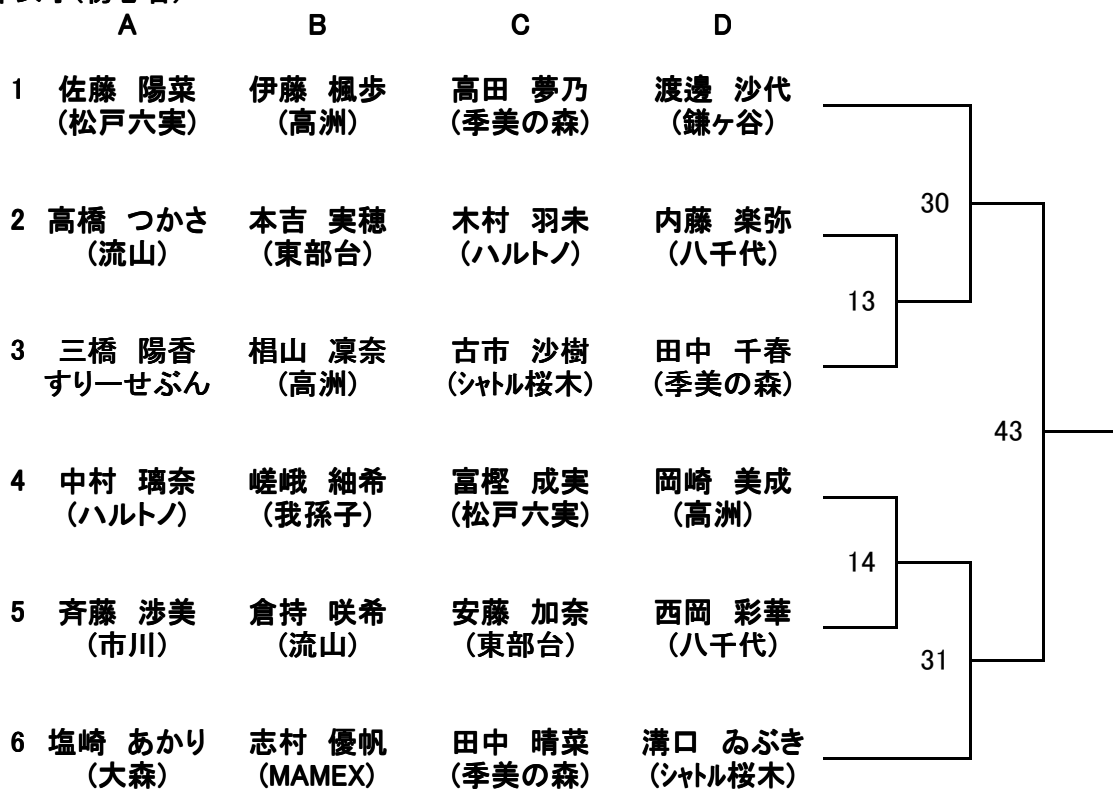 A B C D
1 佐藤 陽菜 伊藤 楓歩 高田 夢乃 渡邊 沙代
(松戸六実) (高洲) (季美の森) (鎌ヶ谷)
30
2 高橋 つかさ 本吉 実穂 木村 羽未 内藤 楽弥
(流山) (東部台) (ハルトノ) (八千代)
13
3 三橋 陽香 椙山 凜奈 古市 沙樹 田中 千春
すりーせぶん (高洲) (シャトル桜木) (季美の森)
43
4 中村 璃奈 嵯峨 紬希 富樫 成実 岡崎 美成
(ハルトノ) (我孫子) (松戸六実) (高洲)
14
5 斉藤 渉美 倉持 咲希 安藤 加奈 西岡 彩華
(市川) (流山) (東部台) (八千代)
31
6 塩崎 あかり 志村 優帆 田中 晴菜 溝口 ゐぶき
(大森) (MAMEX) (季美の森) (シャトル桜木)